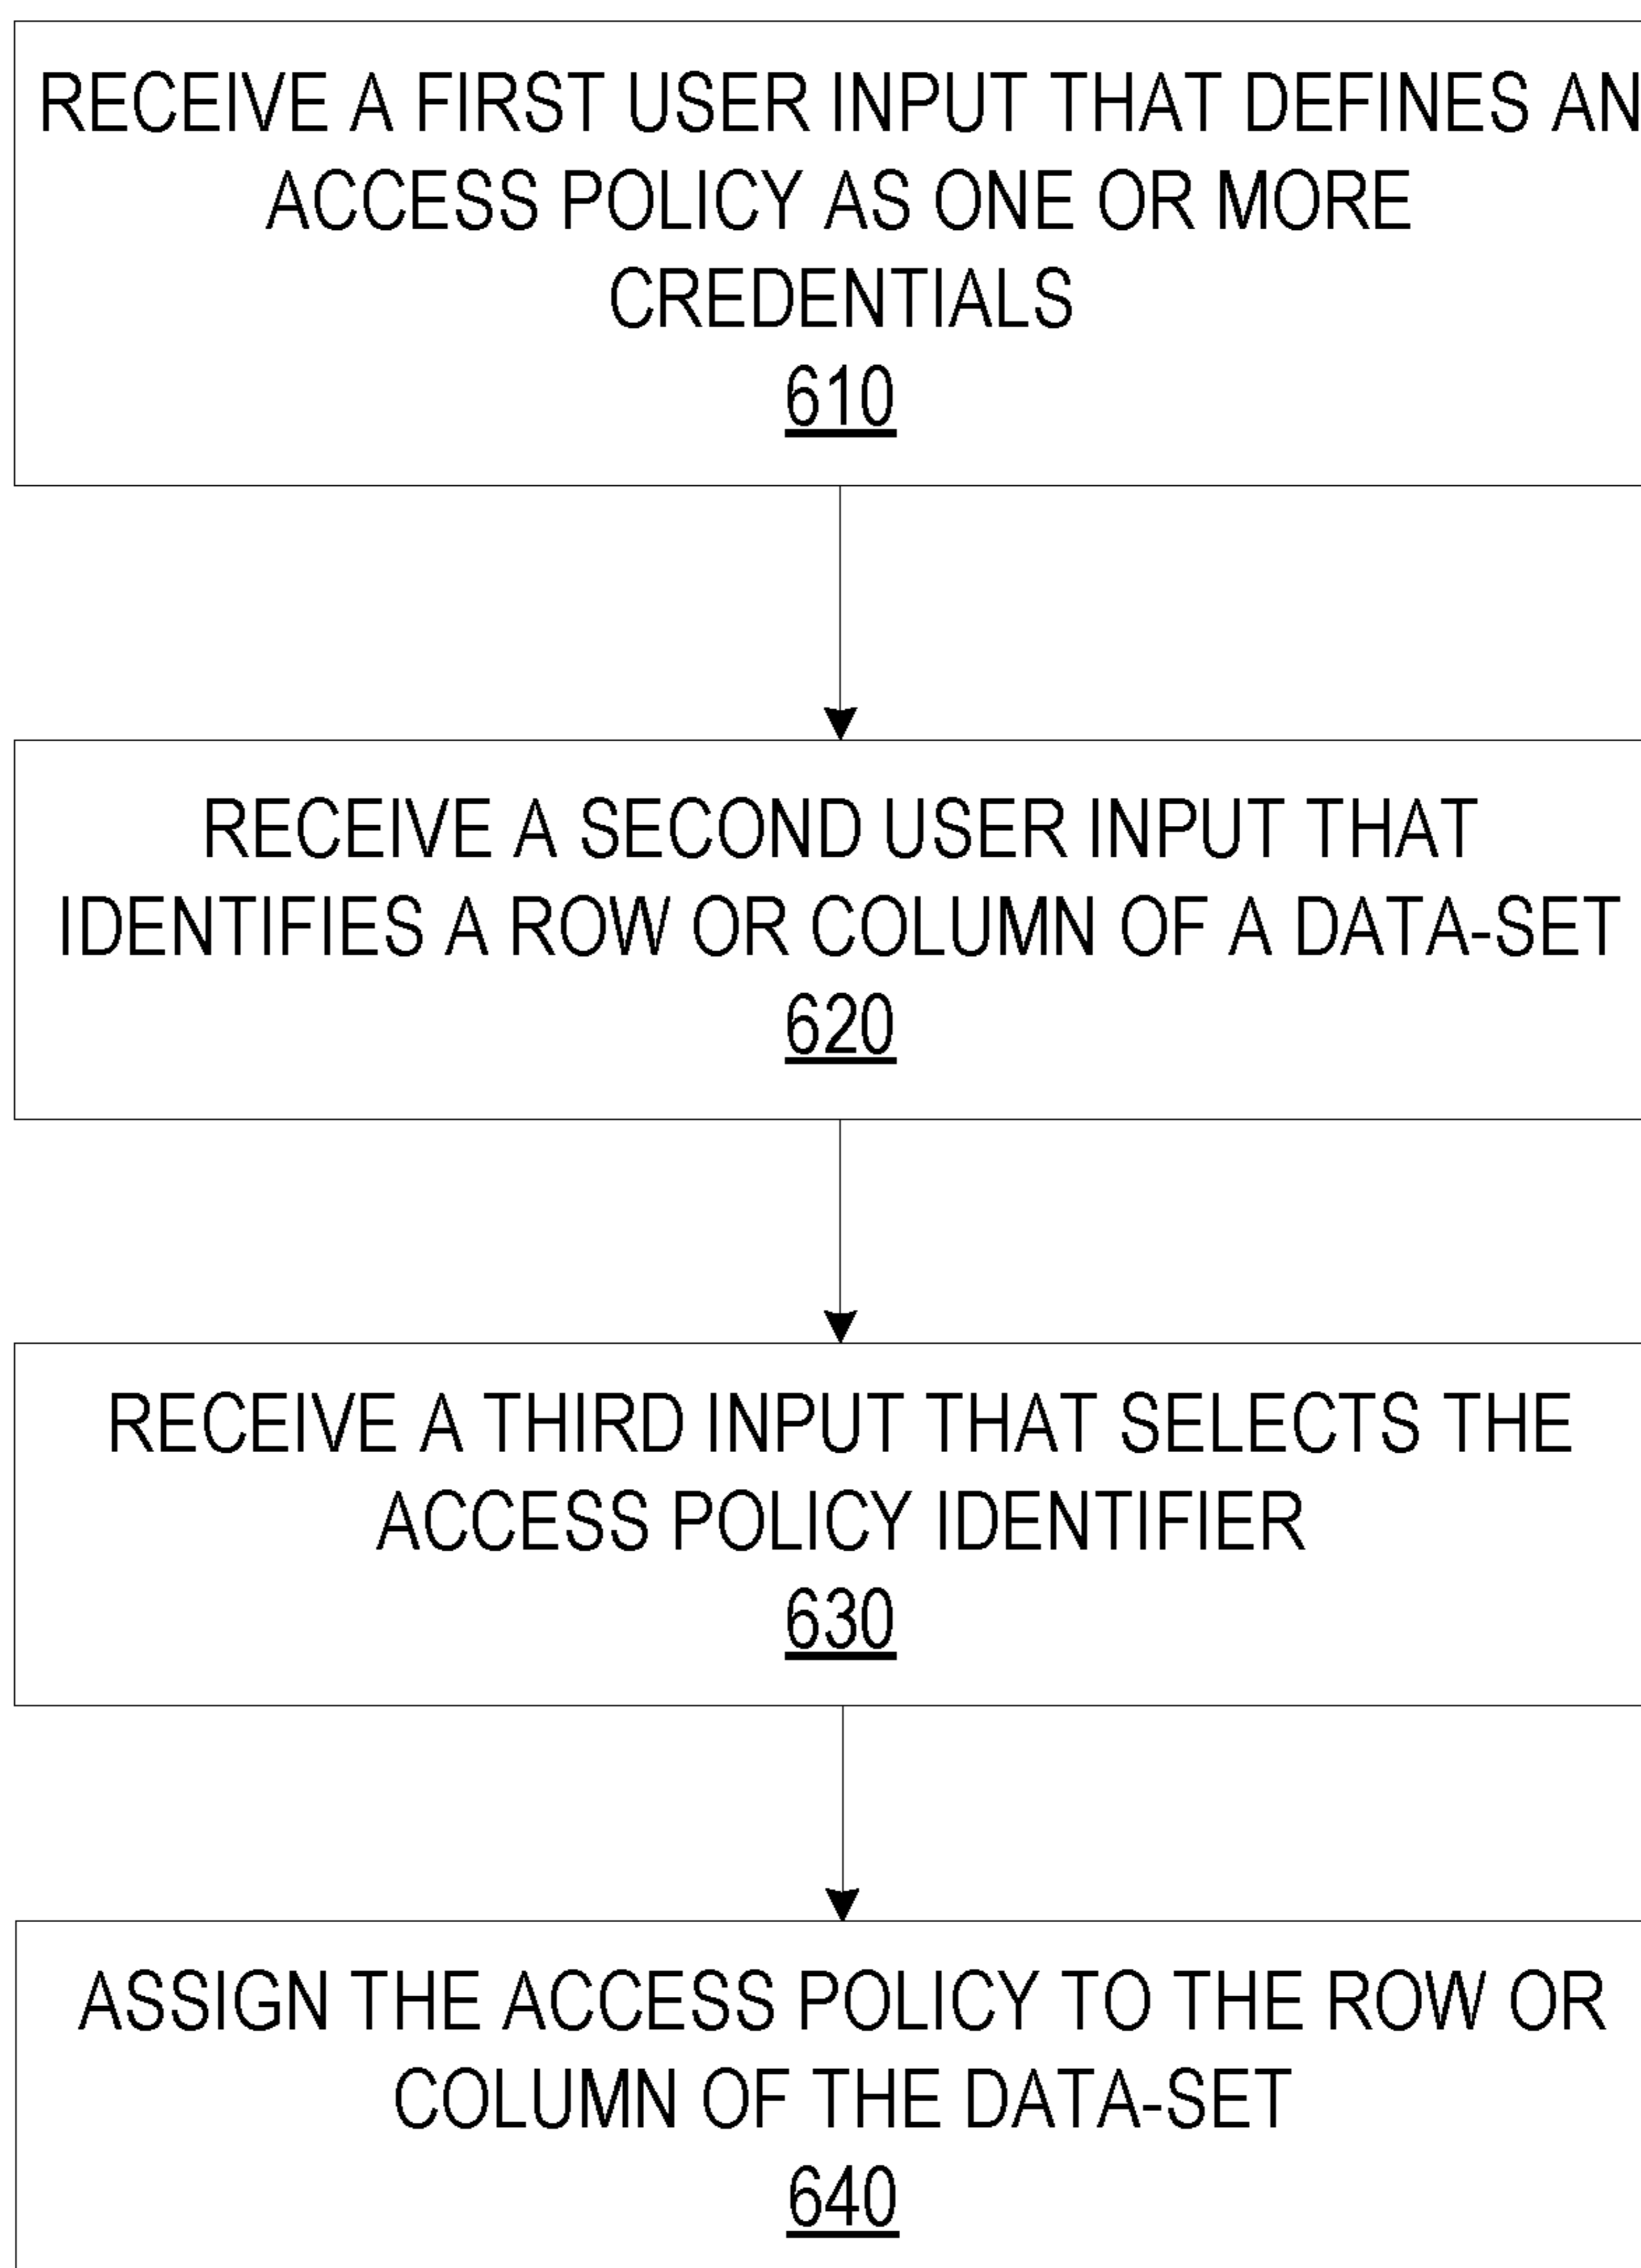 RECEIVE A FIRST USER INPUT THAT DEFINES AN
ACCESS POLICY AS ONE OR MORE
CREDENTIALS
610
RECEIVE A SECOND USER INPUT THAT
IDENTIFIES A ROW OR COLUMN OF A DATA-SET
620
RECEIVE A THIRD INPUT THAT SELECTS THE
ACCESS POLICY IDENTIFIER
630
ASSIGN THE ACCESS POLICY TO THE ROW OR
COLUMN OF THE DATA-SET
640